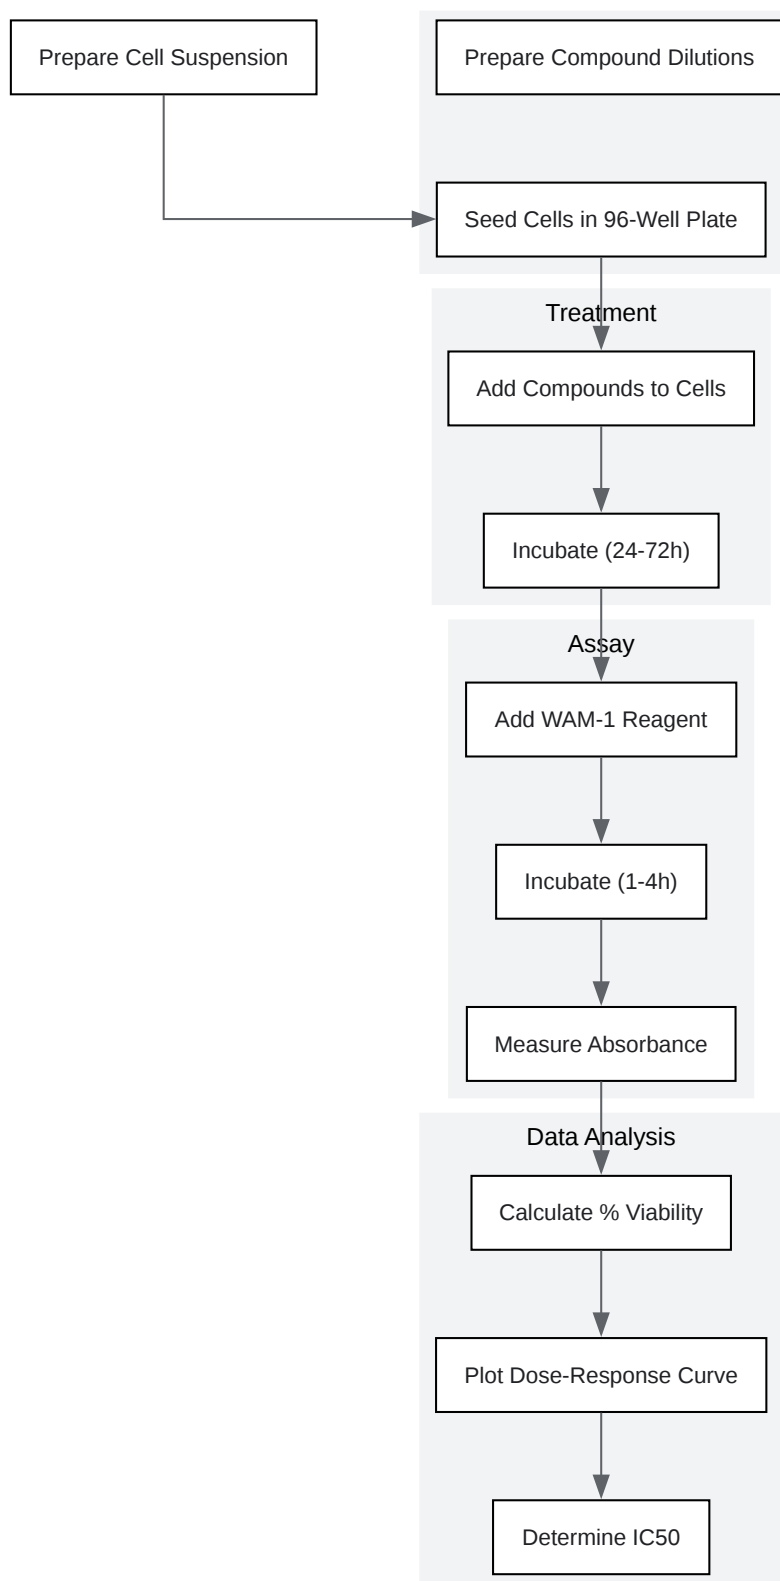 Prepare Cell Suspension
Prepare Compound Dilutions
Seed Cells in 96-Well Plate
Treatment
Add Compounds to Cells
Incubate (24-72h)
Assay
Add WAM-1 Reagent
Incubate (1-4h)
Measure Absorbance
Data Analysis
Calculate % Viability
Plot Dose-Response Curve
Determine IC50